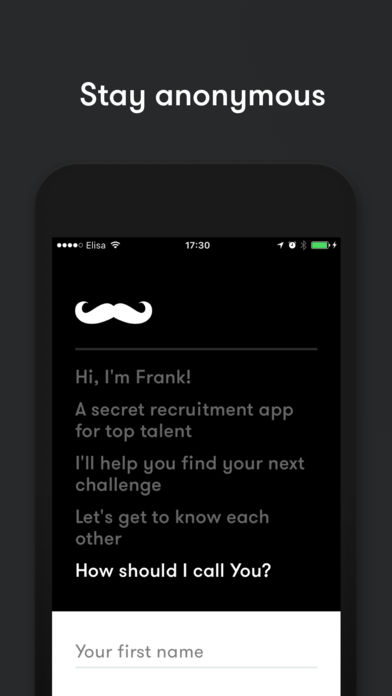 Stay anonymous
Elisa 17:30
Hi, I'm Frank!
A secret recruitment app
for top talent
I'll help you find your next
challenge
Let's get to know each
other
How should I call You?
Your first name